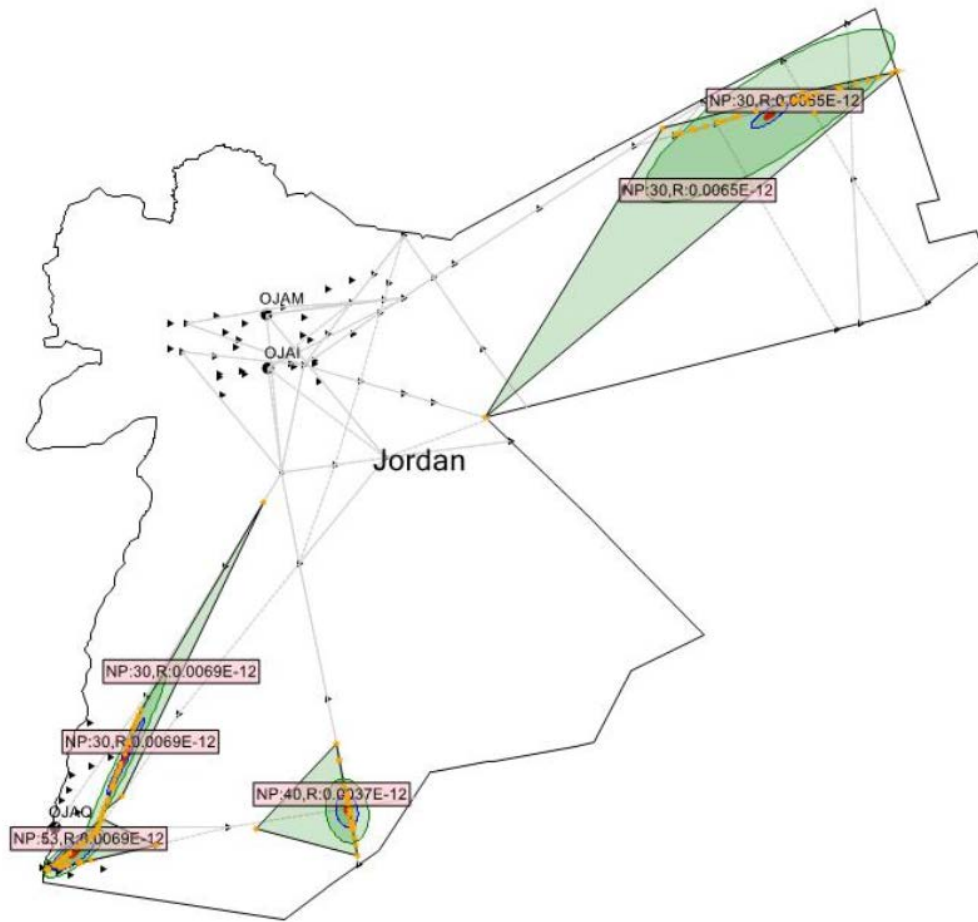 NP:30,R:0.0065E-12
NP:30,R:0.0065E-12
OJAM
OJAI
Jordan
NP:30,R:0.0069E-12
NP:30,R:0.0069E-12
NP:40,R:0.0037E-12
OJAQ
NP:53,R:0.0069E-12